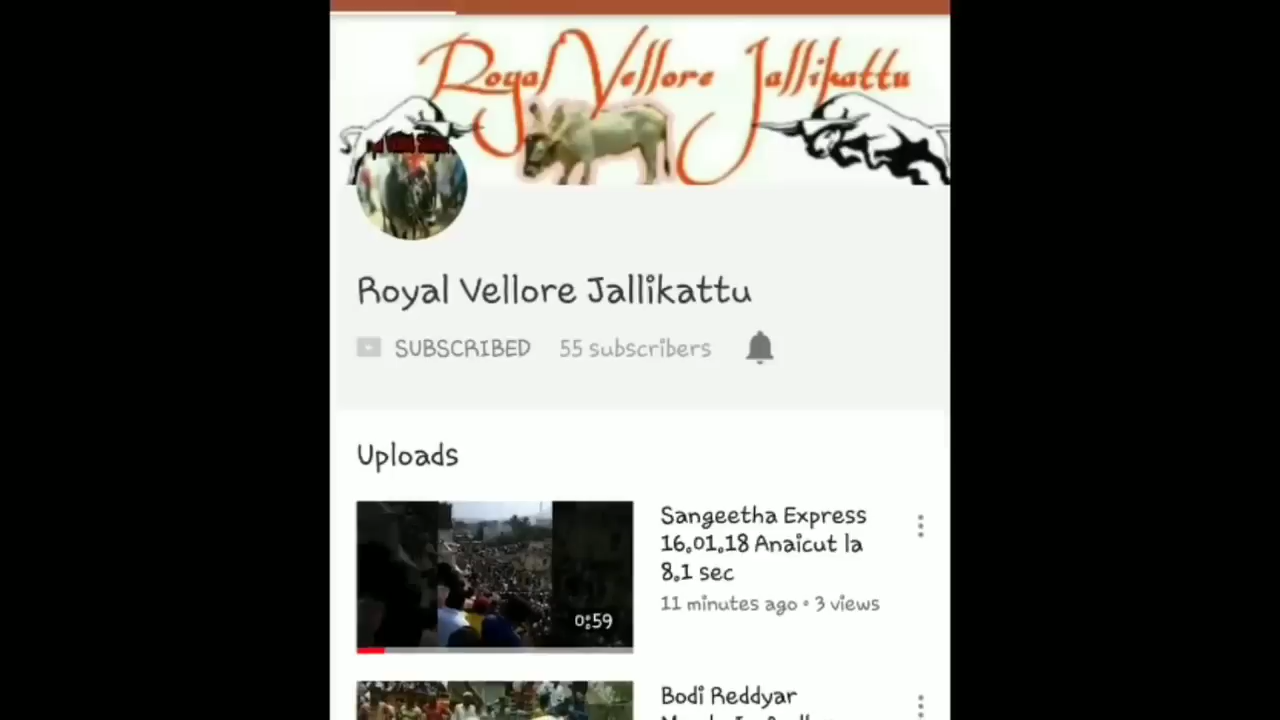 Royal Vellore Jallikattu
Royal Vellore Jallikattu
SUBSCRIBED 55 subscribers
Uploads
Sangeetha Express
16.01.18 Anaicut la
8.1 sec
11 minutes ago • 3 views
0:59
Bodi Reddyar